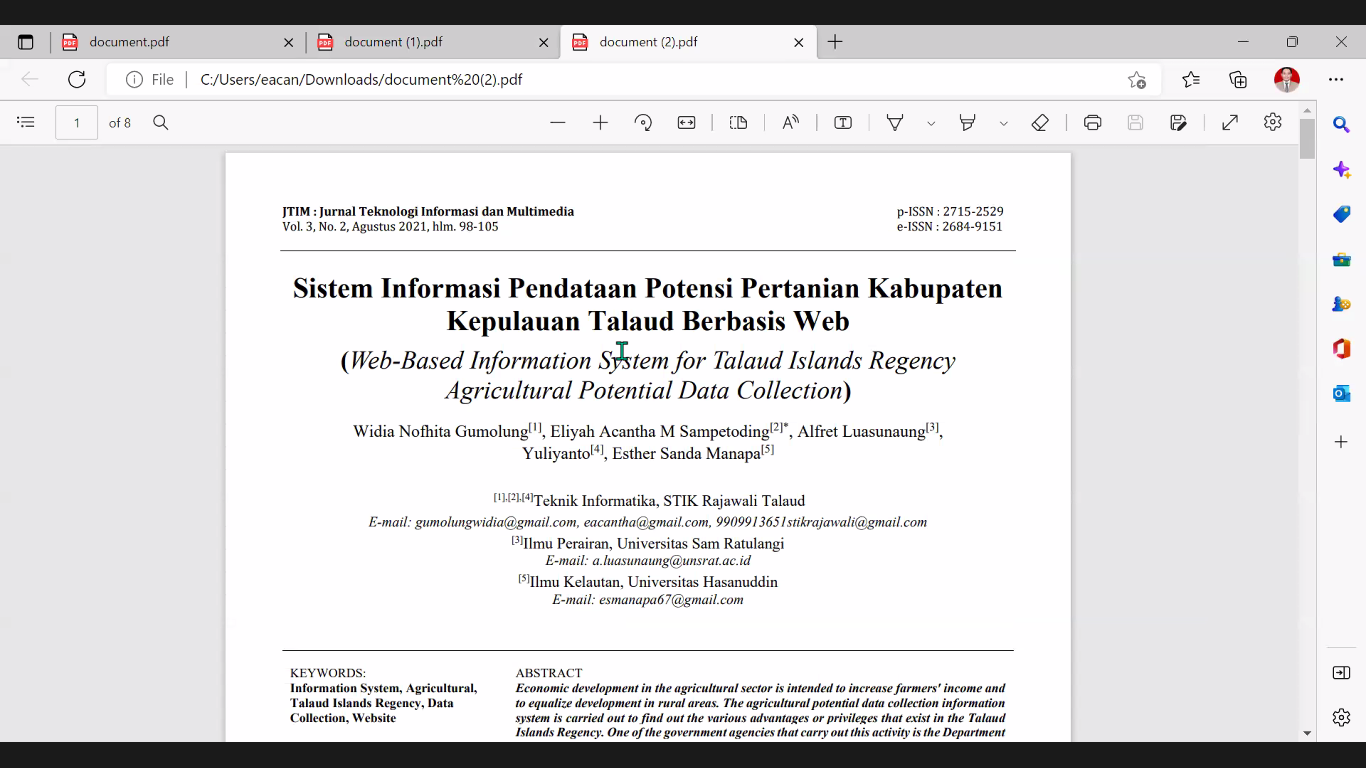 document.pdf
document (1).pdf
document (2).pdf
File
C:/Users/eacan/Downloads/document%20(2).pdf
1 of 8
JTIM : Jurnal Teknologi Informasi dan Multimedia
p-ISSN : 2715-2529
Vol. 3, No. 2, Agustus 2021, hlm. 98-105
e-ISSN : 2684-9151
Sistem Informasi Pendataan Potensi Pertanian Kabupaten
Kepulauan Talaud Berbasis Web
(Web-Based Information System for Talaud Islands Regency
Agricultural Potential Data Collection)
Widia Nofhita Gumolung[1], Eliyah Acantha M Sampetoding[2]*, Alfret Luasunaung[3],
Yuliyanto[4], Esther Sanda Manapa[5]
[1],[2],[4]Teknik Informatika, STIK Rajawali Talaud
E-mail: gumolungwidia@gmail.com, eacantha@gmail.com, 9909913651stikrajawali@gmail.com
[3]Ilmu Perairan, Universitas Sam Ratulangi
E-mail: a.luasunaung@unsrat.ac.id
[5]Ilmu Kelautan, Universitas Hasanuddin
E-mail: esmanapa67@gmail.com
KEYWORDS:
Information System, Agricultural,
Talaud Islands Regency, Data
Collection, Website
ABSTRACT
Economic development in the agricultural sector is intended to increase farmers' income and
to equalize development in rural areas. The agricultural potential data collection information
system is carried out to find out the various advantages or privileges that exist in the Talaud
Islands Regency. One of the government agencies that carry out this activity is the Department